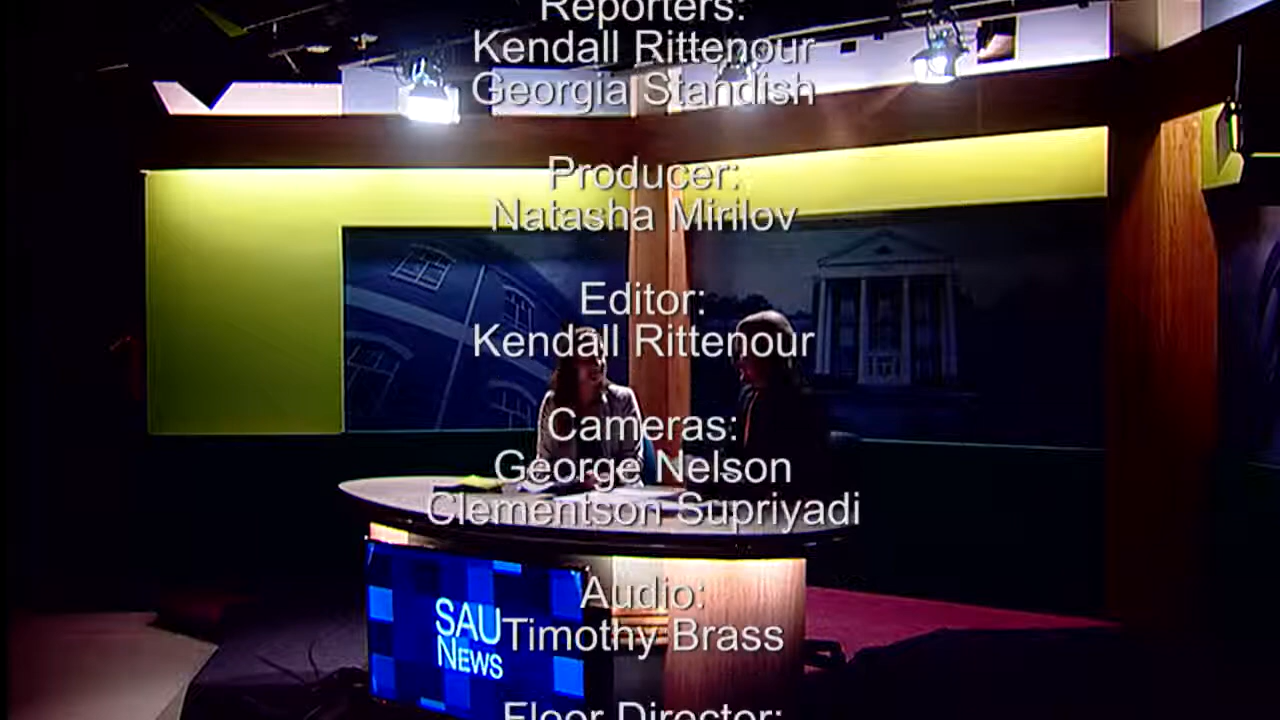 Reporters:
Kendall Rittenour
Georgia Standish
Producer:
Natasha Mirilov
Editor:
Kendall Rittenour
Cameras:
George Nelson
Clementson Supriyadi
Audio:
Timothy Brass
SAU
NEWS
Floor Director: